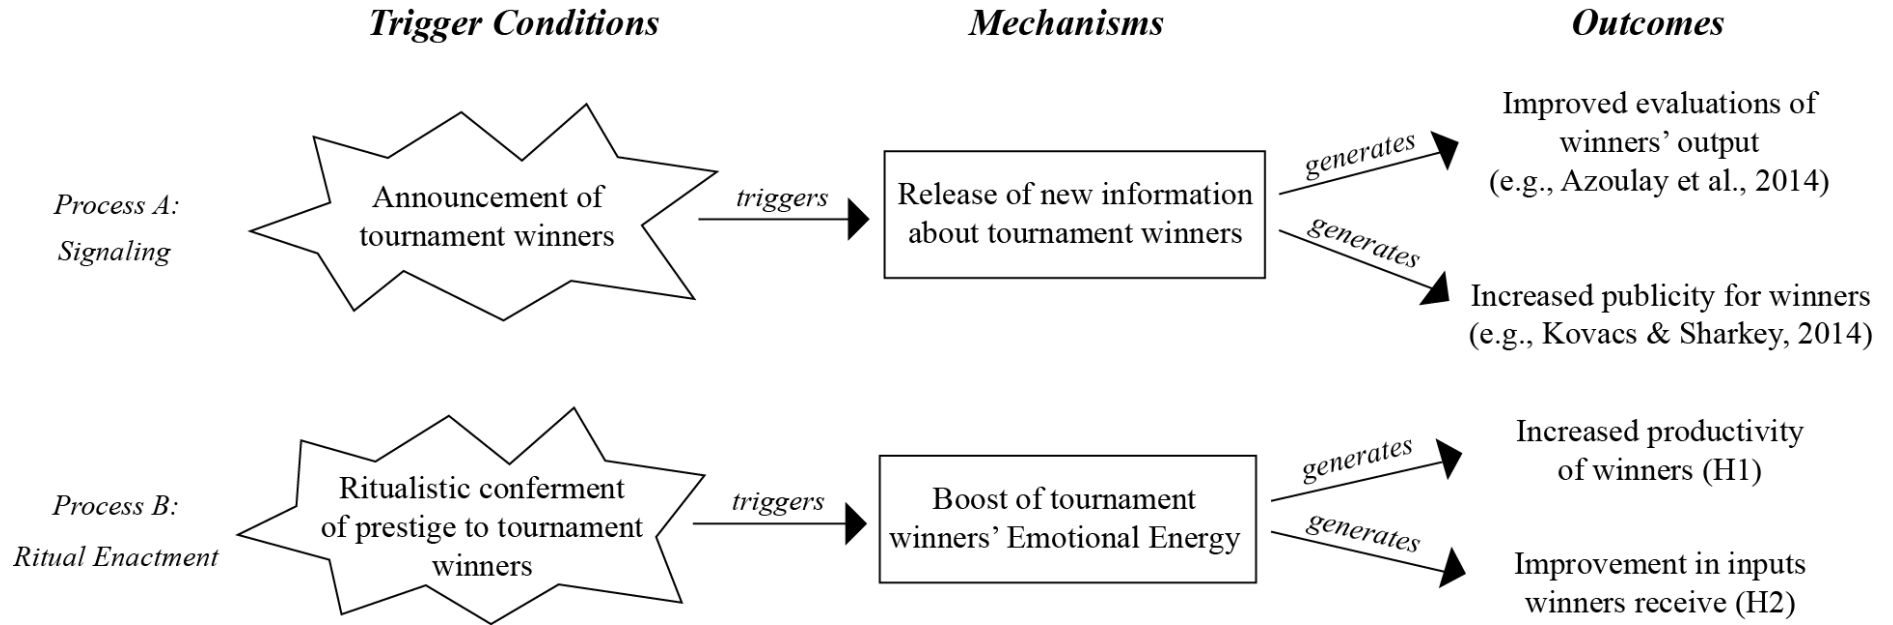 Trigger Conditions
Mechanisms
Outcomes
Process A:
Signaling
Announcement of
tournament winners
triggers
Release of new information
about tournament winners
generates
Improved evaluations of
winners’ output
(e.g., Azoulay et al., 2014)
generates
Increased publicity for winners
(e.g., Kovacs & Sharkey, 2014)
Process B:
Ritual Enactment
Ritualistic conferment
of prestige to tournament
winners
triggers
Boost of tournament
winners’ Emotional Energy
generates
Increased productivity
of winners (H1)
generates
Improvement in inputs
winners receive (H2)